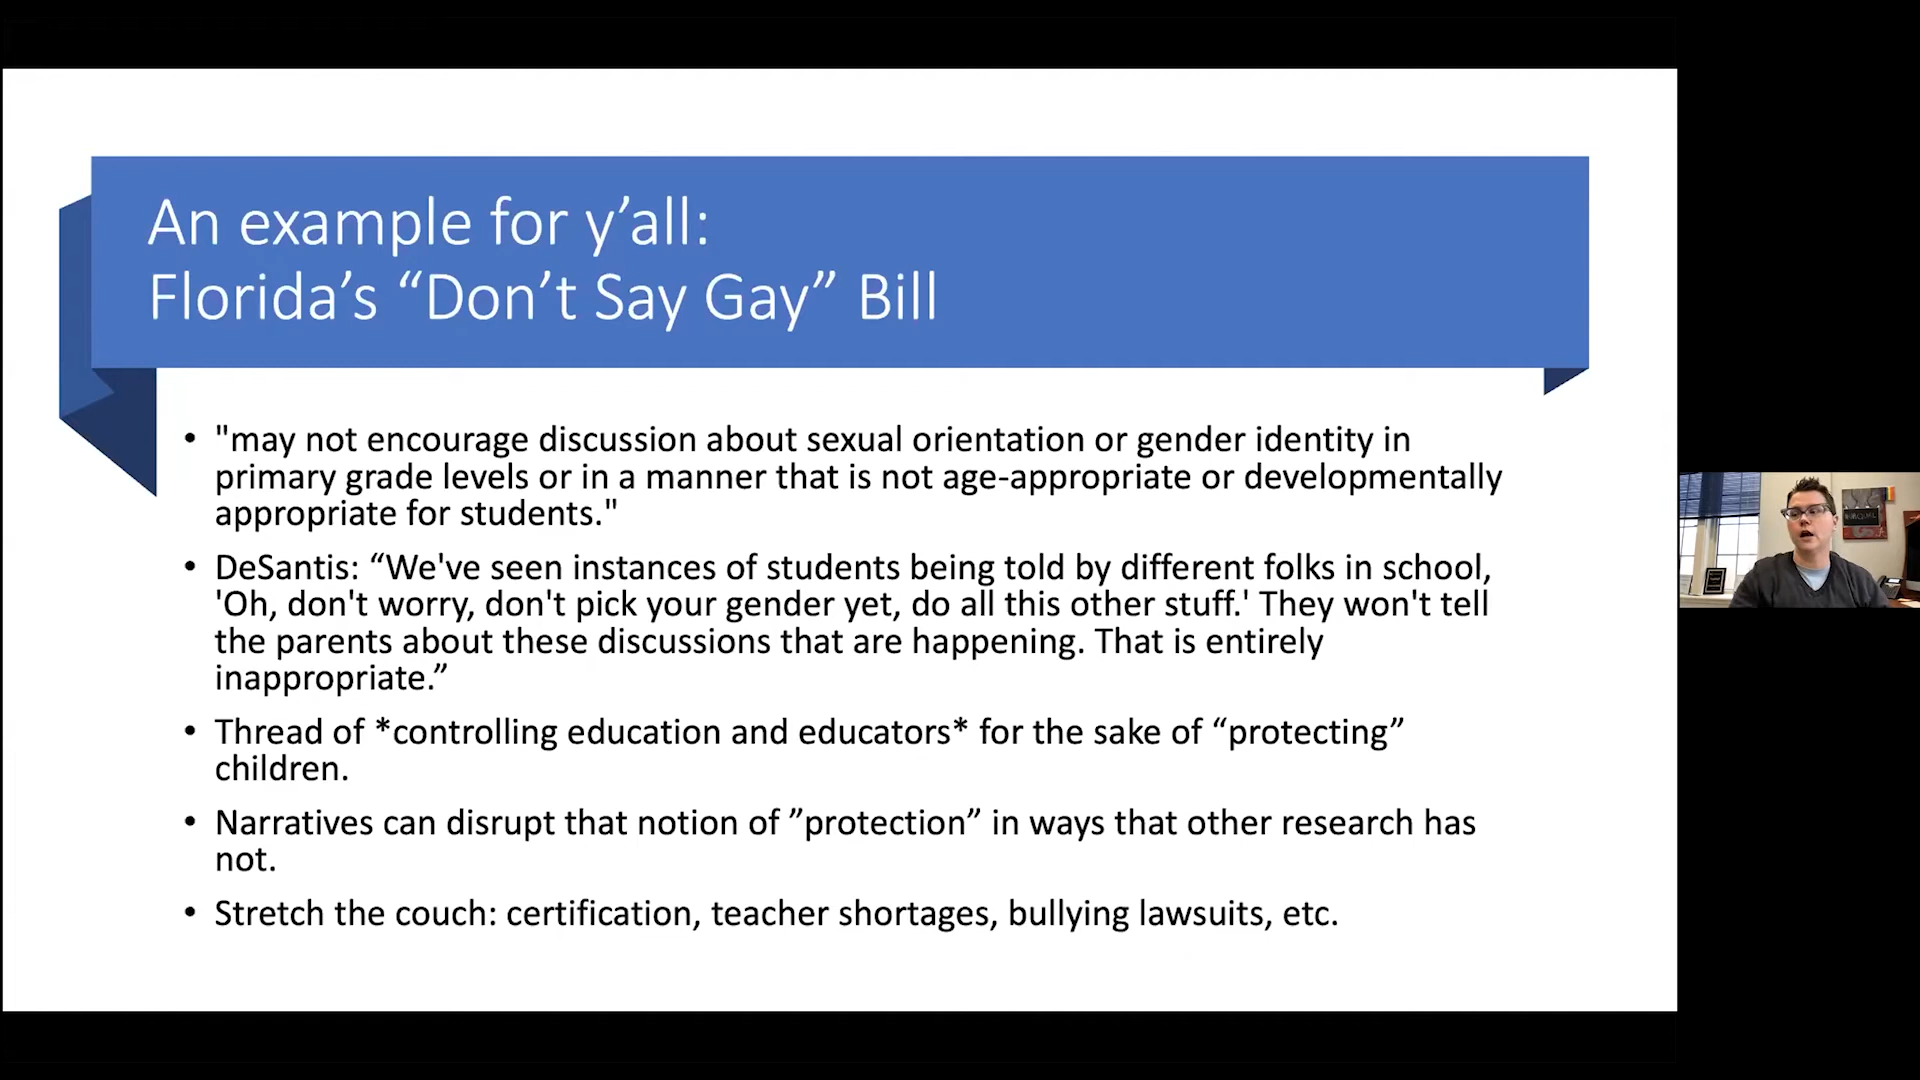 An example for y’all:
Florida’s “Don’t Say Gay” Bill
• "may not encourage discussion about sexual orientation or gender identity in
primary grade levels or in a manner that is not age-appropriate or developmentally
appropriate for students."
• DeSantis: “We've seen instances of students being told by different folks in school,
'Oh, don't worry, don't pick your gender yet, do all this other stuff.' They won't tell
the parents about these discussions that are happening. That is entirely
inappropriate.”
• Thread of *controlling education and educators* for the sake of “protecting”
children.
• Narratives can disrupt that notion of ”protection” in ways that other research has
not.
• Stretch the couch: certification, teacher shortages, bullying lawsuits, etc.